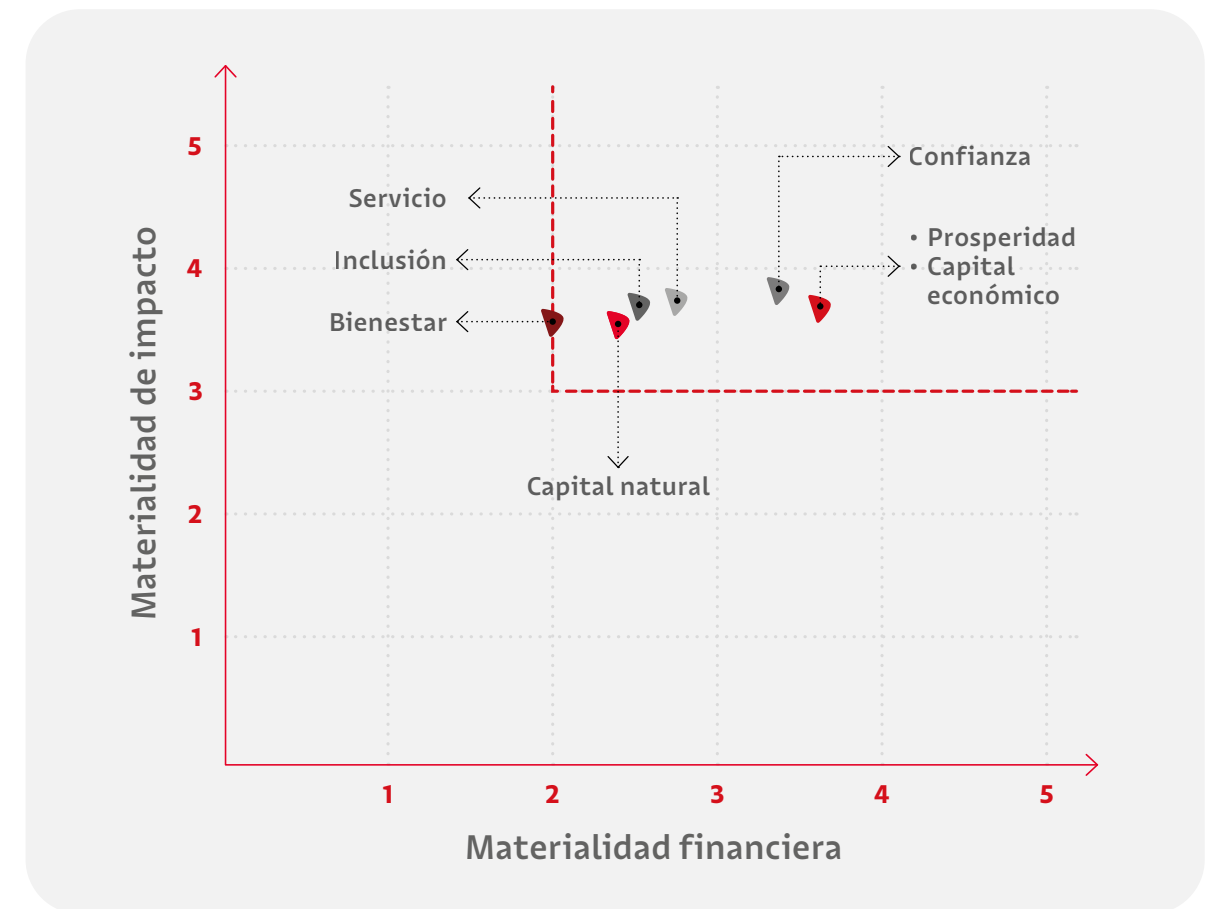 5
Confianza
Servicio
• Prosperidad
Inclusión
4
• Capital
económico
Bienestar
3
Capital natural
2
1
Materialidad de impacto
1 2 3 4 5
Materialidad financiera